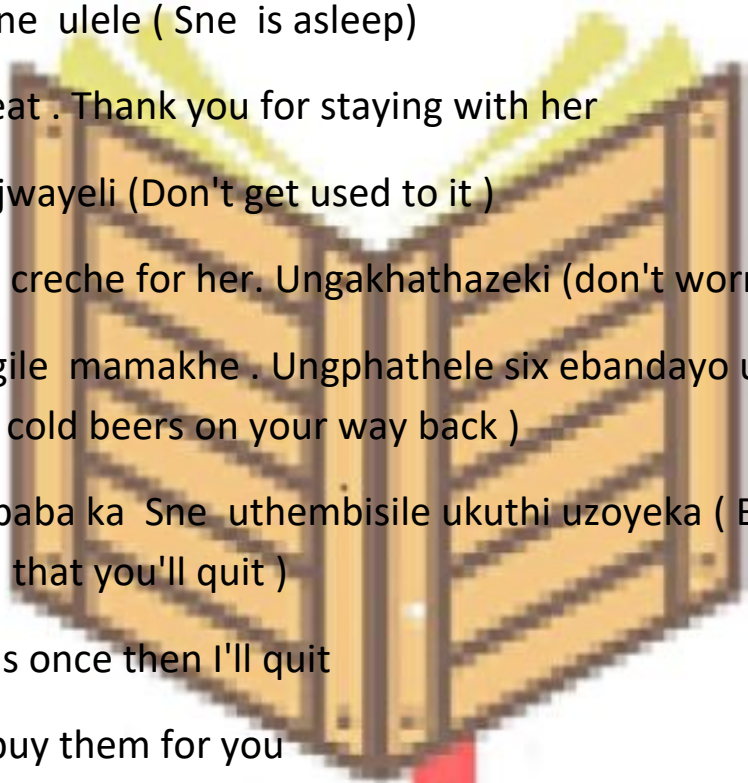 ne ulele ( Sne is asleep)
eat . Thank you for staying with her
jwayeli (Don't get used to it )
creche for her. Ungakhathazeki (don't worr
gile mamakhe . Ungphathele six ebandayo u
cold beers on your way back )
baba ka Sne uthembisile ukuthi uzoyeka ( E
that you'll quit )
s once then I'll quit
buy them for you